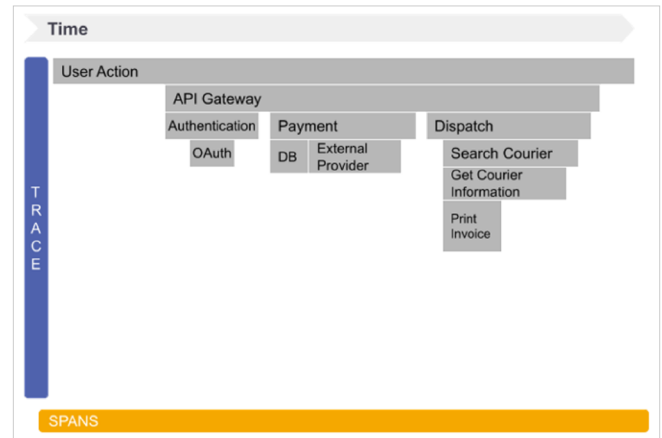 Time
User Action
API Gateway
Authentication
Payment
Dispatch
OAuth
DB
External
Provider
Search Courier
Get Courier
Information
Print
Invoice
T
R
A
C
E
SPANS